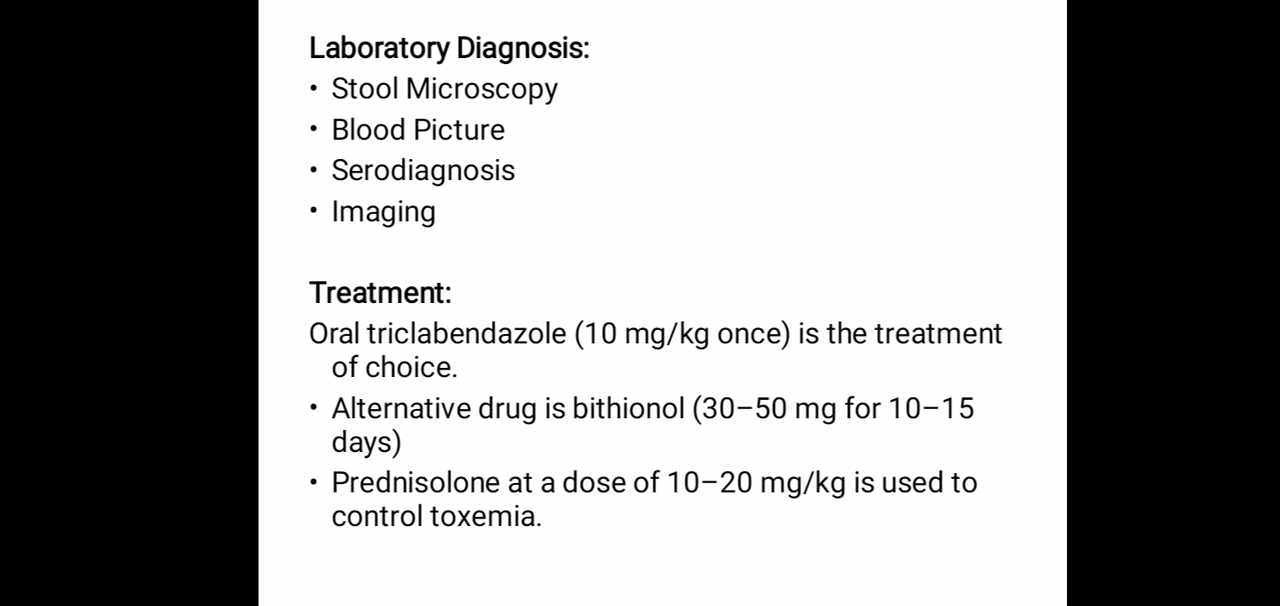 Laboratory Diagnosis:
• Stool Microscopy
• Blood Picture
• Serodiagnosis
• Imaging
Treatment:
Oral triclabendazole (10 mg/kg once) is the treatment
of choice.
• Alternative drug is bithionol (30–50 mg for 10–15
days)
• Prednisolone at a dose of 10–20 mg/kg is used to
control toxemia.